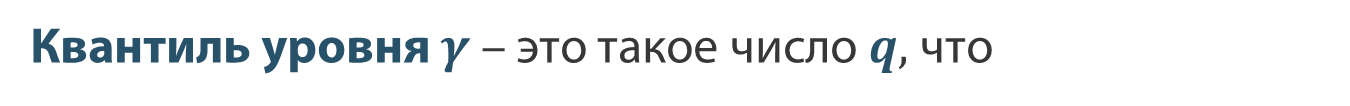 Квантиль уровня γ – это такое число q, что